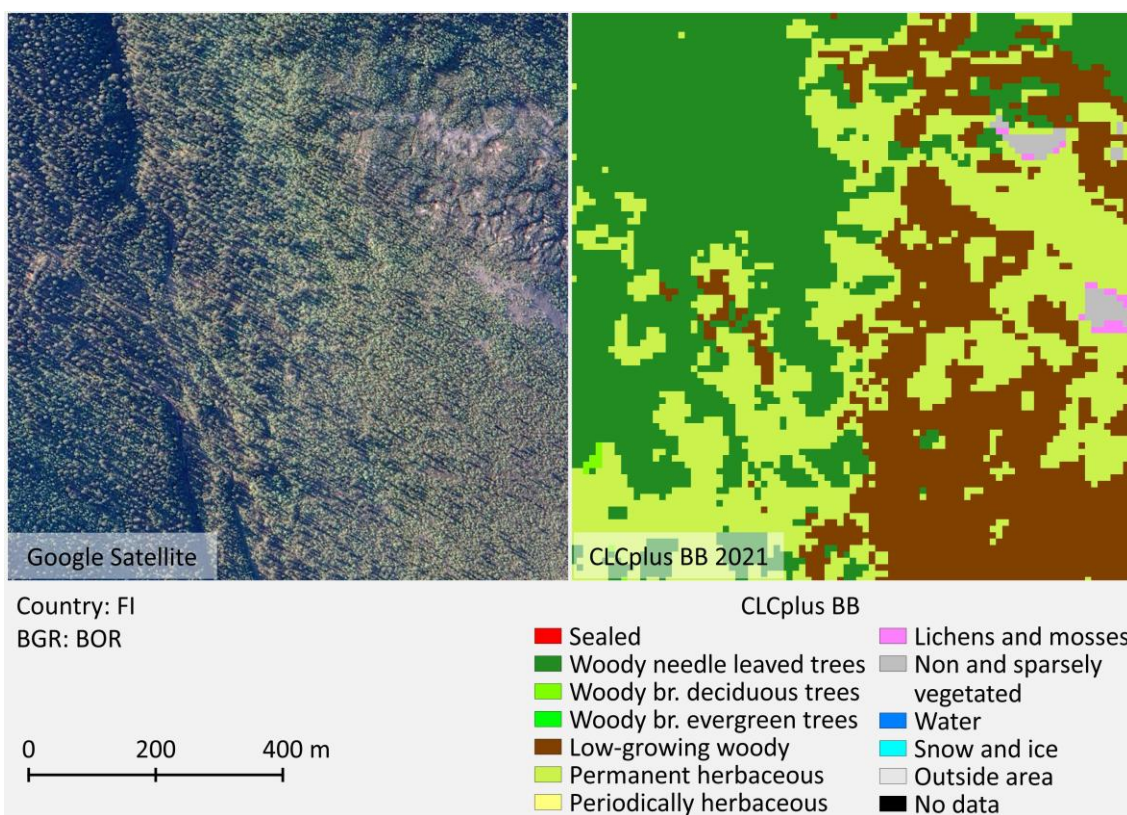 Google Satellite
CLCplus BB 2021
Country: FI
BGR: BOR
0 200 400 m
CLCplus BB
Sealed
Woody needle leaved trees
Woody br. deciduous trees
Woody br. evergreen trees
Low-growing woody
Permanent herbaceous
Periodically herbaceous
Lichens and mosses
Non and sparsely
vegetated
Water
Snow and ice
Outside area
No data